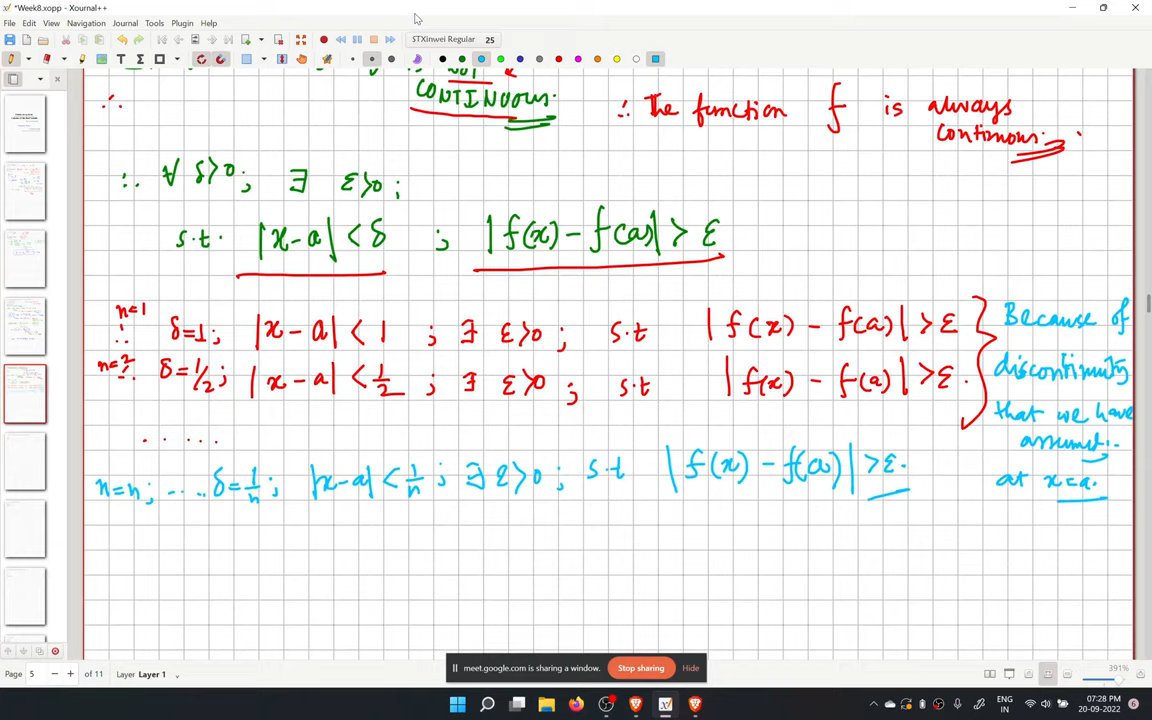 *Week8.xopp - Xournal++
File Edit View Navigation Journal Tools Plugin Help
STXinwei Regular 25
CONTINUOUS.
∴
∴ The function f is always
continous.
∴ ∀ δ>0; ∃ ε>0;
s.t. |x-a| < δ ; |f(x) - f(a)| > ε
n=1
∴ δ=1; |x-a| < 1 ; ∃ ε>0; s.t |f(x) - f(a)| > ε
n=2 δ=1/2; |x-a| < 1/2 ; ∃ ε>0; s.t |f(x) - f(a)| > ε.
......
n=n; .... δ=1/n; |x-a| < 1/n ; ∃ ε>0; s.t |f(x) - f(a)| > ε.
Because of
discontinuity
that we have
assumed.
at x=a.
meet.google.com is sharing a window. Stop sharing Hide
Page 5 of 11 Layer Layer 1
391%
ENG
IN
07:28 PM
20-09-2022
6